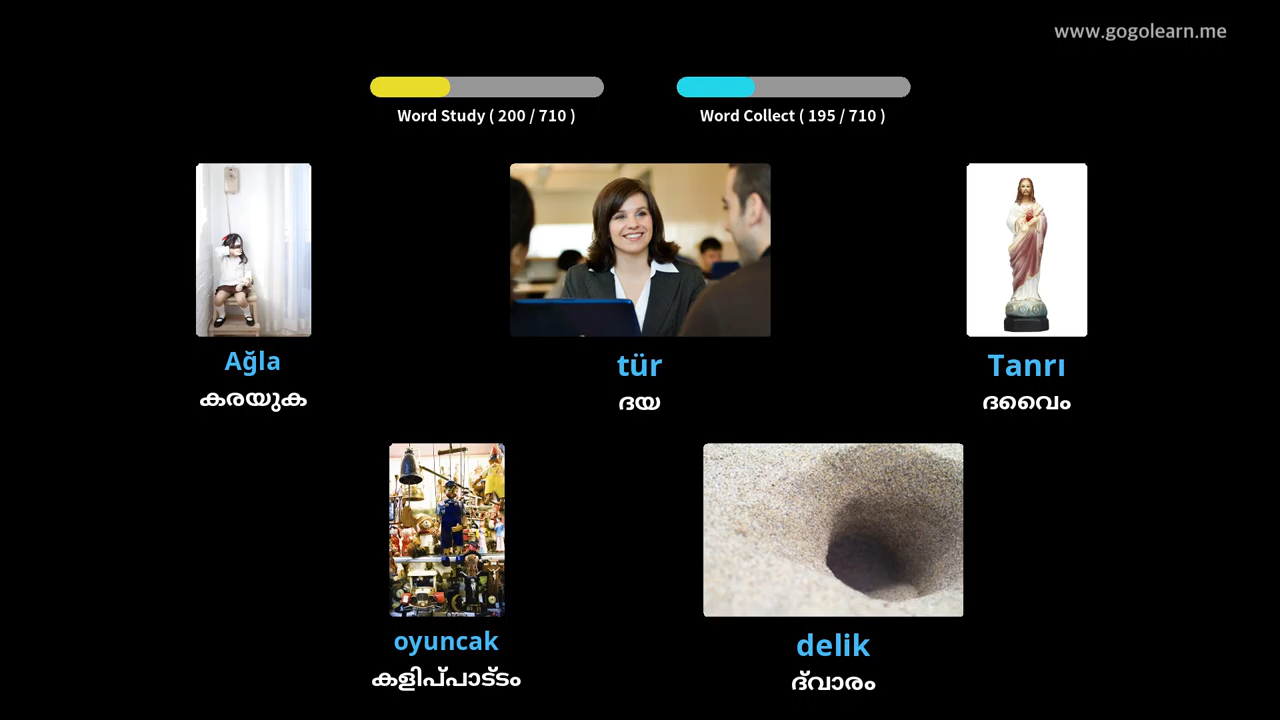 www.gogolearn.me
Word Study ( 200 / 710 )
Word Collect ( 195 / 710 )
Ağla
കരയുക
tür
ദയ
Tanrı
ദൈവം
oyuncak
കളിപ്പാട്ടം
delik
ദ്വാരം